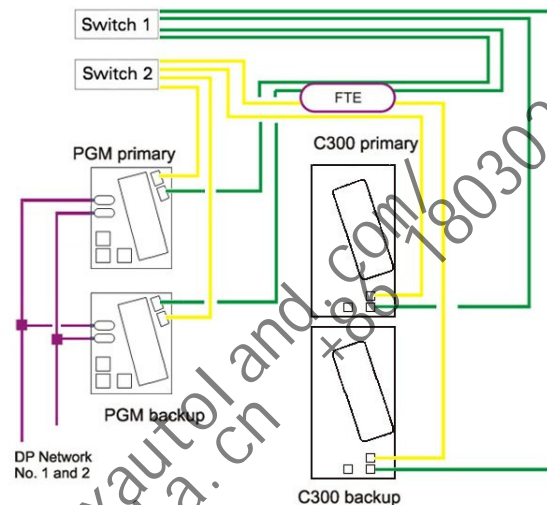 Switch 1
Switch 2
FTE
PGM primary
C300 primary
PGM backup
DP Network
No. 1 and 2
C300 backup